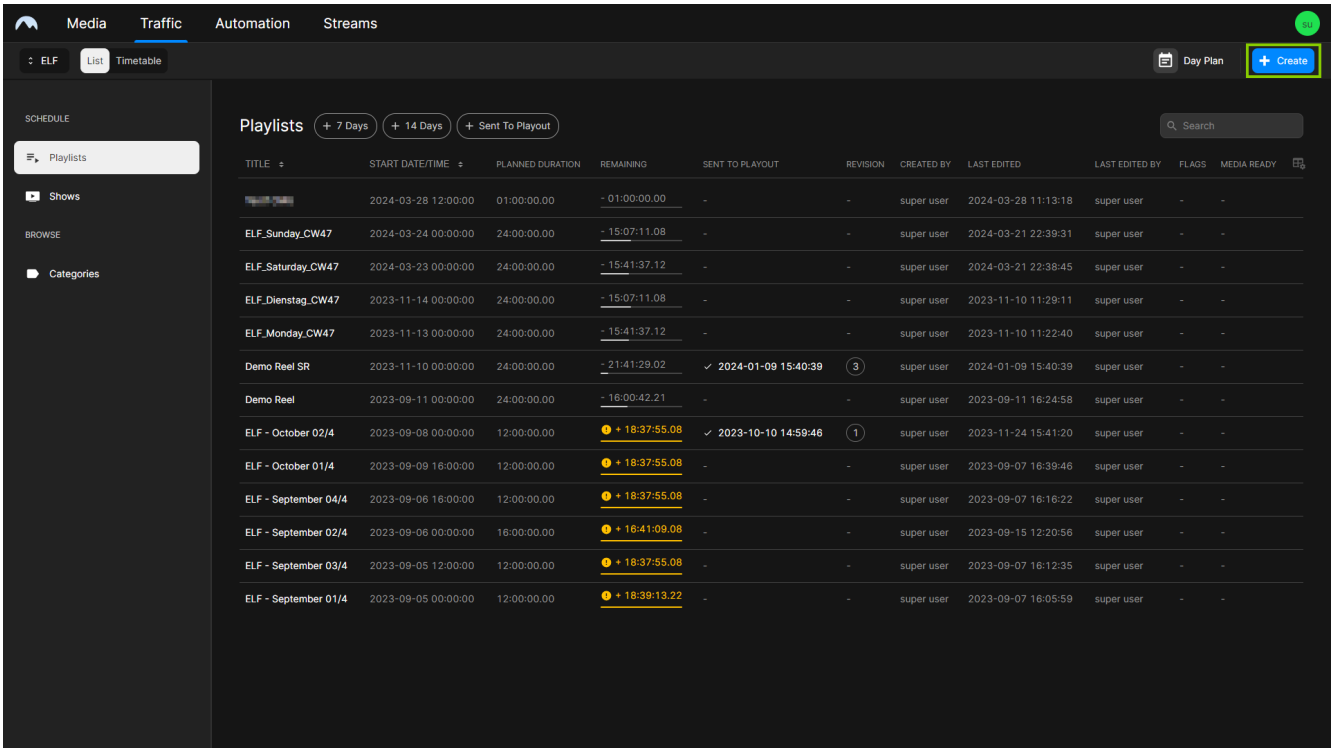 Media Traffic Automation Streams su
ELF List Timetable Day Plan + Create
SCHEDULE
Playlists
Shows
BROWSE
Categories
Playlists + 7 Days + 14 Days + Sent To Playout Search
TITLE START DATE/TIME PLANNED DURATION REMAINING SENT TO PLAYOUT REVISION CREATED BY LAST EDITED LAST EDITED BY FLAGS MEDIA READY
2024-03-28 12:00:00 01:00:00.00 - 01:00:00.00 - - super user 2024-03-28 11:13:18 super user - -
ELF_Sunday_CW47 2024-03-24 00:00:00 24:00:00.00 - 15:07:11.08 - - super user 2024-03-21 22:39:31 super user - -
ELF_Saturday_CW47 2024-03-23 00:00:00 24:00:00.00 - 15:41:37.12 - - super user 2024-03-21 22:38:45 super user - -
ELF_Dienstag_CW47 2023-11-14 00:00:00 24:00:00.00 - 15:07:11.08 - - super user 2023-11-10 11:29:11 super user - -
ELF_Monday_CW47 2023-11-13 00:00:00 24:00:00.00 - 15:41:37.12 - - super user 2023-11-10 11:22:40 super user - -
Demo Reel SR 2023-11-10 00:00:00 24:00:00.00 - 21:41:29.02 ✓ 2024-01-09 15:40:39 3 super user 2024-01-09 15:40:39 super user - -
Demo Reel 2023-09-11 00:00:00 24:00:00.00 - 16:00:42.21 - - super user 2023-09-11 16:24:58 super user - -
ELF - October 02/4 2023-09-08 00:00:00 12:00:00.00 + 18:37:55.08 ✓ 2023-10-10 14:59:46 1 super user 2023-11-24 15:41:20 super user - -
ELF - October 01/4 2023-09-09 16:00:00 12:00:00.00 + 18:37:55.08 - - super user 2023-09-07 16:39:46 super user - -
ELF - September 04/4 2023-09-06 16:00:00 12:00:00.00 + 18:37:55.08 - - super user 2023-09-07 16:16:22 super user - -
ELF - September 02/4 2023-09-06 00:00:00 16:00:00.00 + 16:41:09.08 - - super user 2023-09-15 12:20:56 super user - -
ELF - September 03/4 2023-09-05 12:00:00 12:00:00.00 + 18:37:55.08 - - super user 2023-09-07 16:12:35 super user - -
ELF - September 01/4 2023-09-05 00:00:00 12:00:00.00 + 18:39:13.22 - - super user 2023-09-07 16:05:59 super user - -